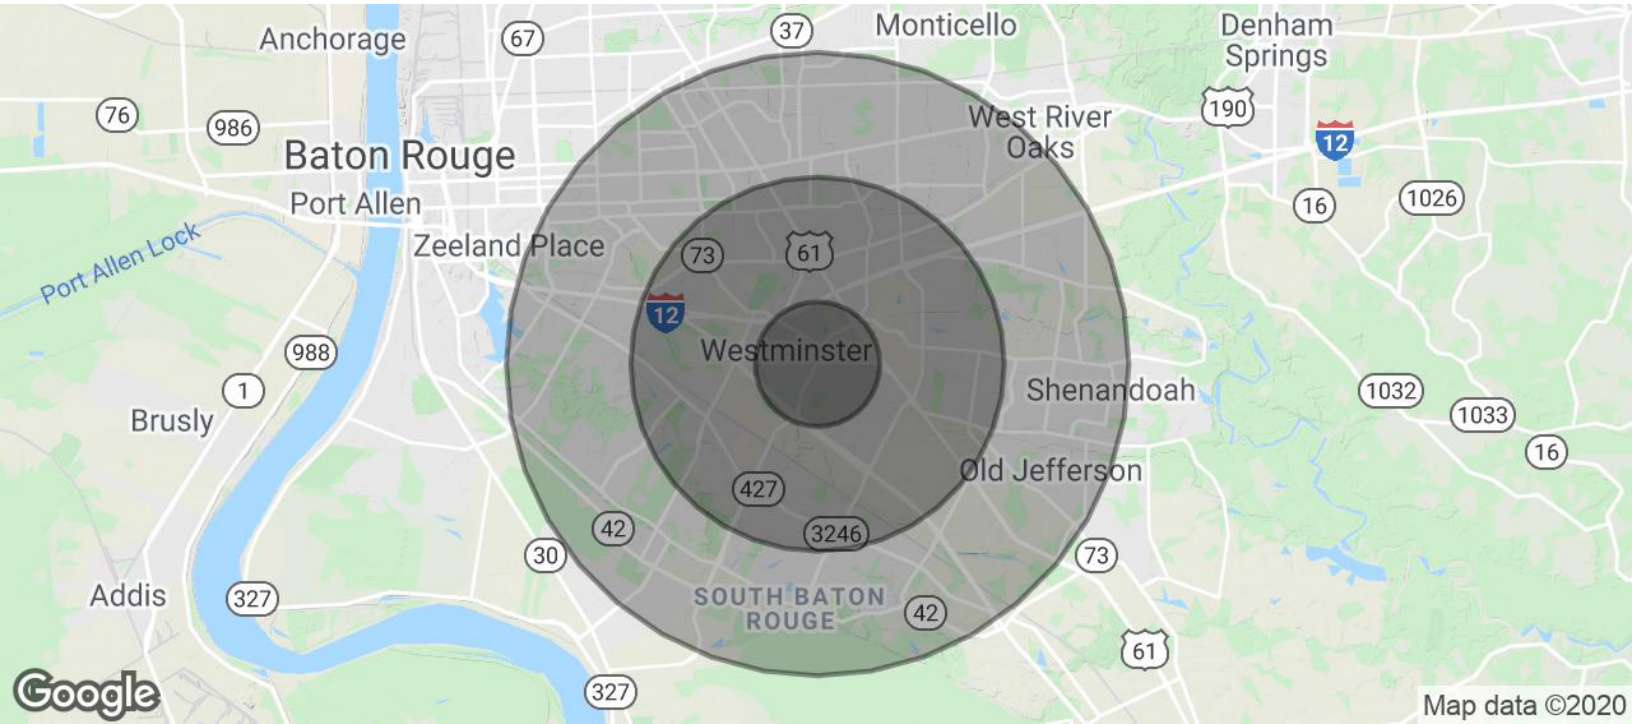 Anchorage
67
37
Monticello
Denham
Springs
76
986
190
12
West River
Oaks
Baton Rouge
Port Allen
16
1026
Port Allen Lock
Zeeland Place
73
61
12
988
Westminster
1
Brusly
Shenandoah
1032
1033
16
Old Jefferson
427
42
3246
30
73
Addis
327
SOUTH BATON
ROUGE
42
61
327
Google
Map data ©2020